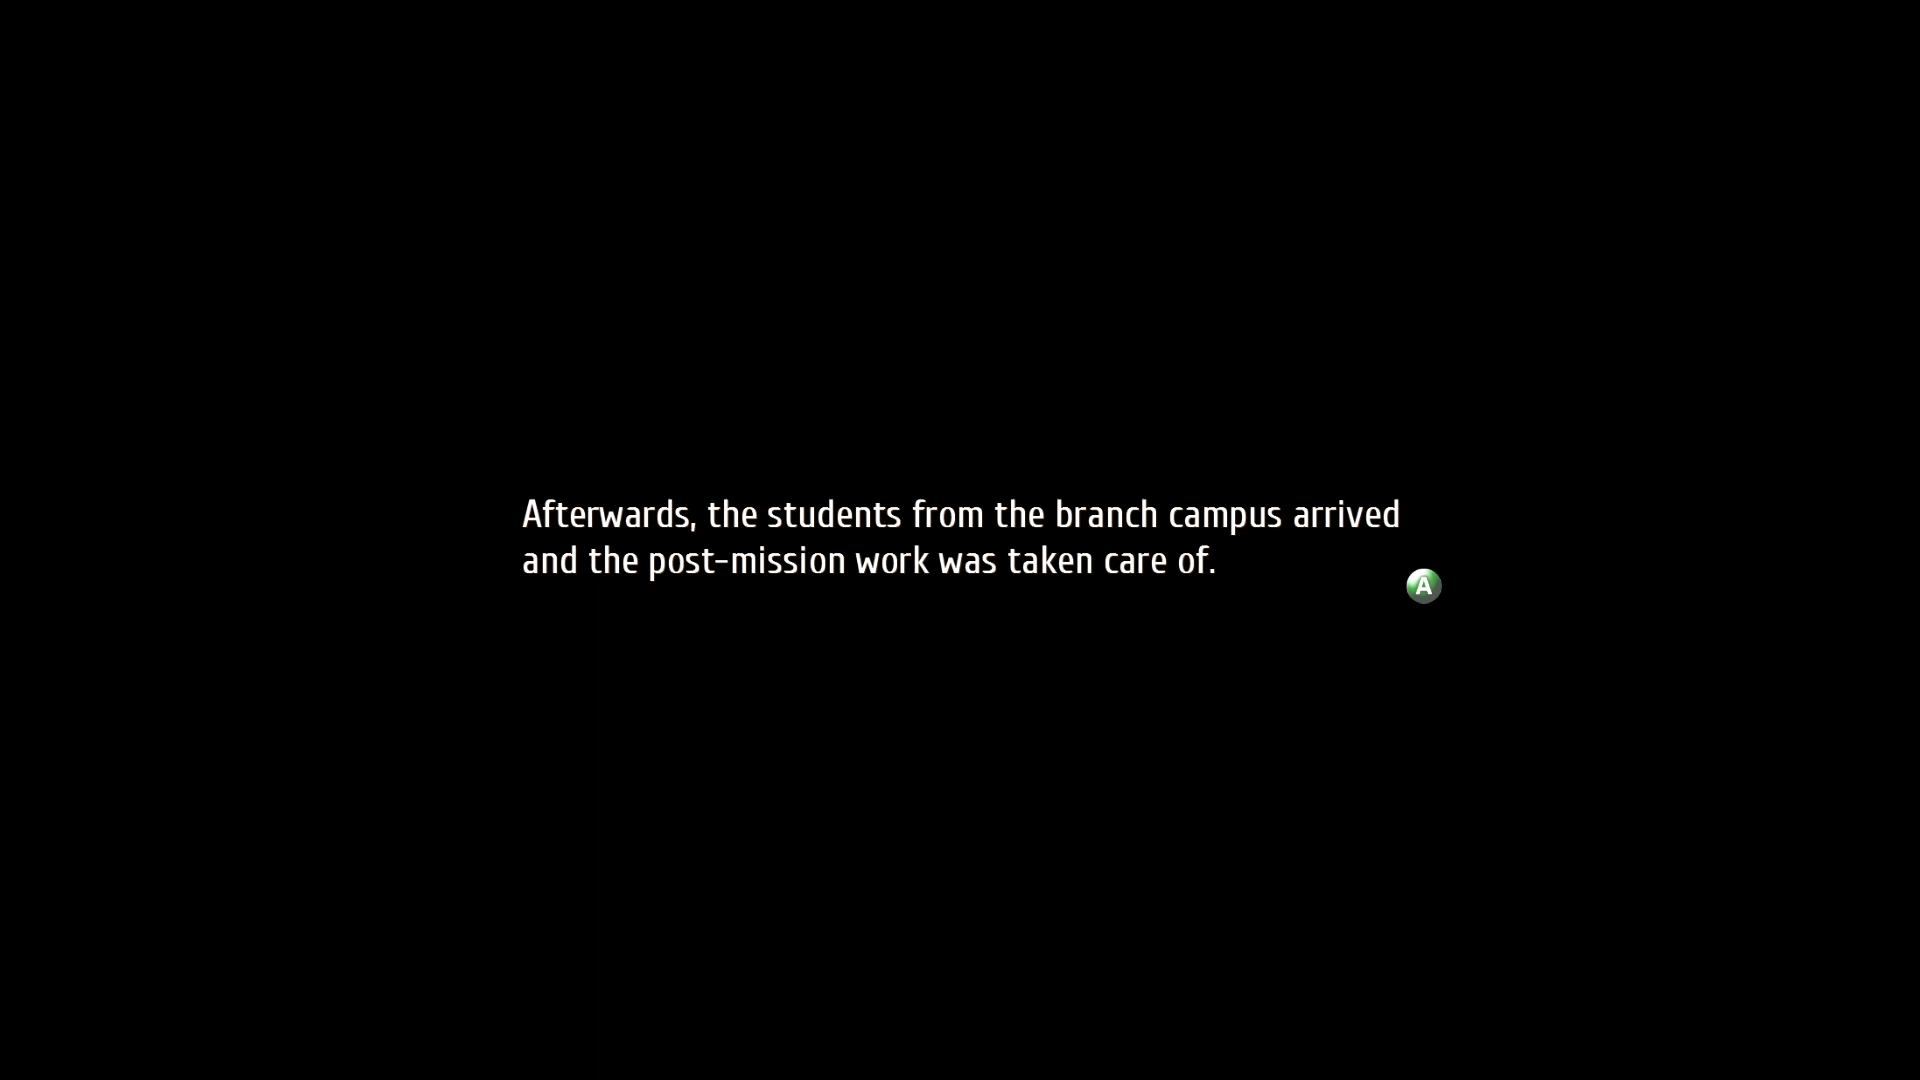 Afterwards, the students from the branch campus arrived
and the post-mission work was taken care of.
A